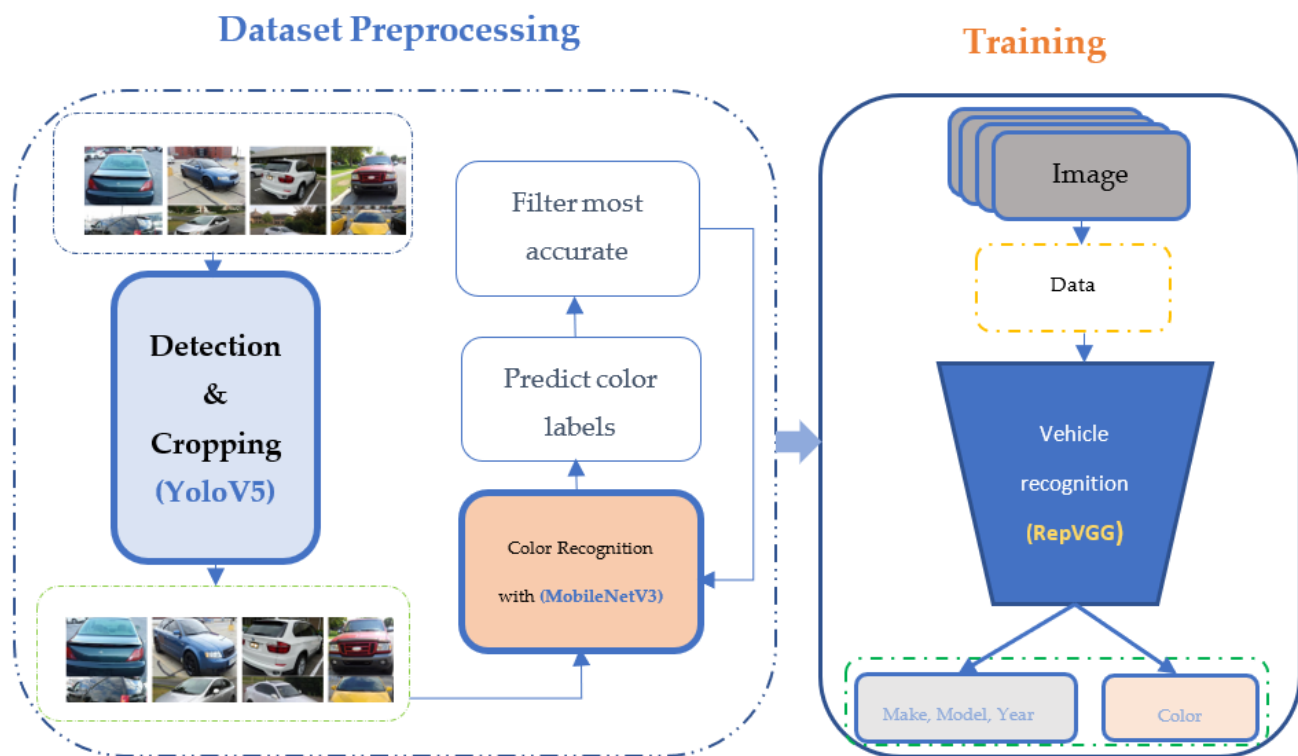 Dataset Preprocessing
Training
Detection
&
Cropping
(YoloV5)
Filter most
accurate
Predict color
labels
Color Recognition
with (MobileNetV3)
Image
Data
Vehicle
recognition
(RepVGG)
Make, Model, Year
Color